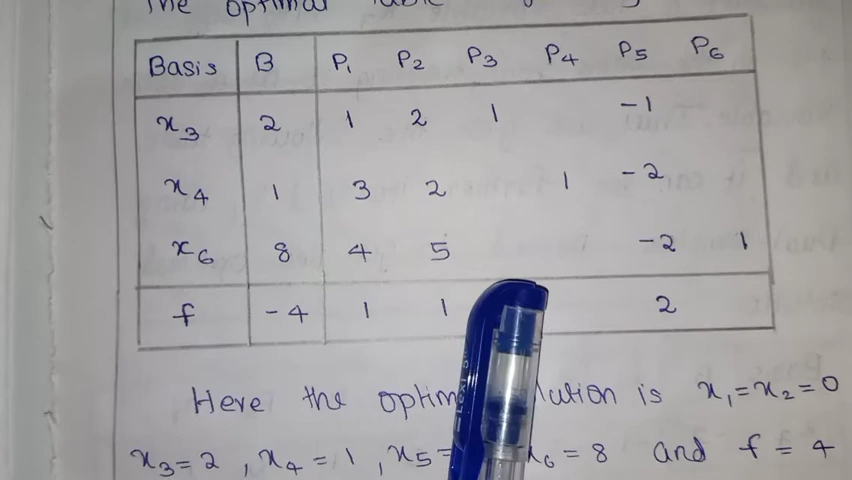 The optimal
Basis B P1 P2 P3 P4 P5 P6
x3 2 1 2 1 -1
x4 1 3 2 1 -2
x6 8 4 5 -2 1
f -4 1 1 2
Here the is x1=x2=0
x3=2 , x4=1 , x5= x6=8 and f=4